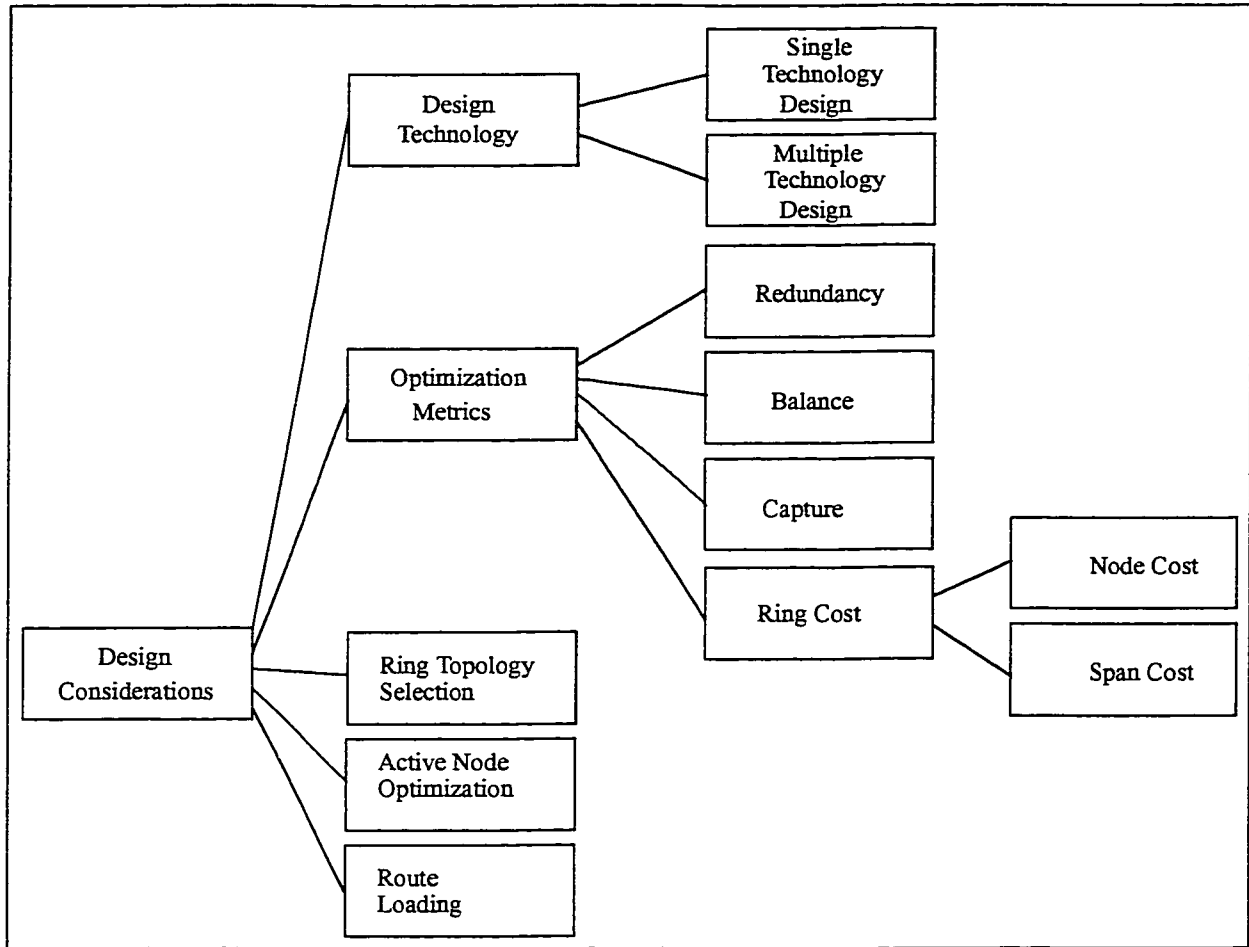 Single
Technology
Design
Design
Technology
Multiple
Technology
Design
Redundancy
Optimization
Metrics
Balance
Capture
Node Cost
Ring Cost
Design
Considerations
Ring Topology
Selection
Span Cost
Active Node
Optimization
Route
Loading